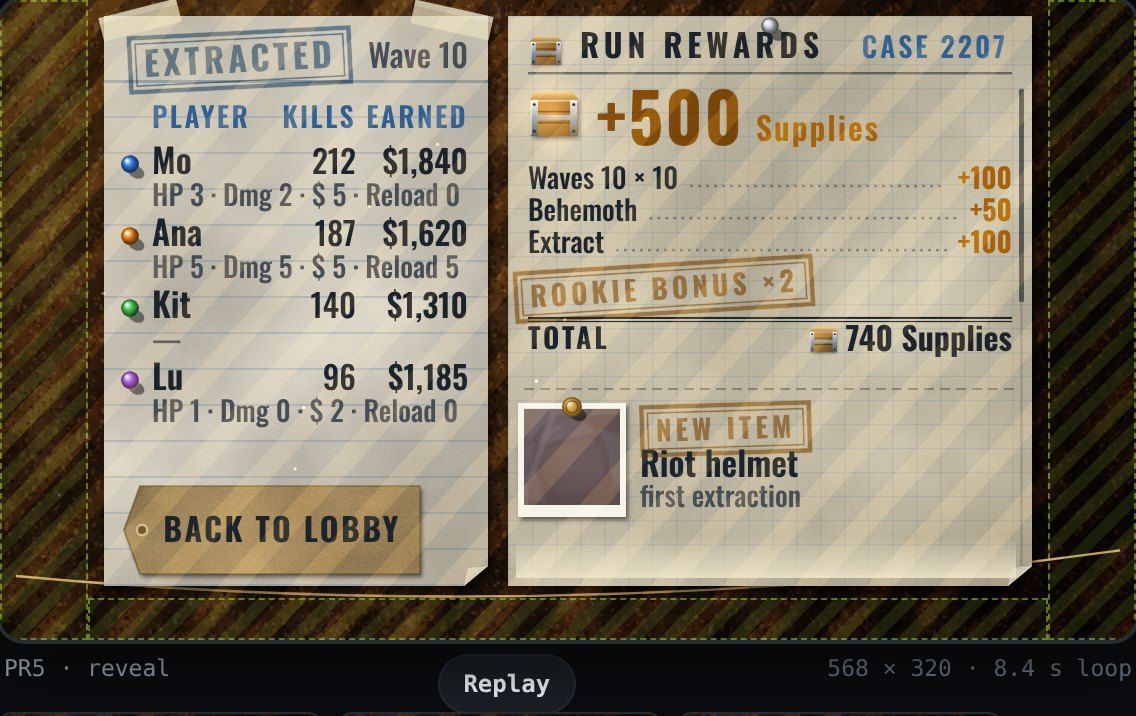 EXTRACTED Wave 10
PLAYER KILLS EARNED
Mo 212 $1,840
HP 3 · Dmg 2 · $ 5 · Reload 0
Ana 187 $1,620
HP 5 · Dmg 5 · $ 5 · Reload 5
Kit 140 $1,310
—
Lu 96 $1,185
HP 1 · Dmg 0 · $ 2 · Reload 0
BACK TO LOBBY
RUN REWARDS CASE 2207
+500 Supplies
Waves 10 × 10 +100
Behemoth +50
Extract +100
ROOKIE BONUS ×2
TOTAL 740 Supplies
NEW ITEM
Riot helmet
first extraction
PR5 · reveal
Replay
568 × 320 · 8.4 s loop